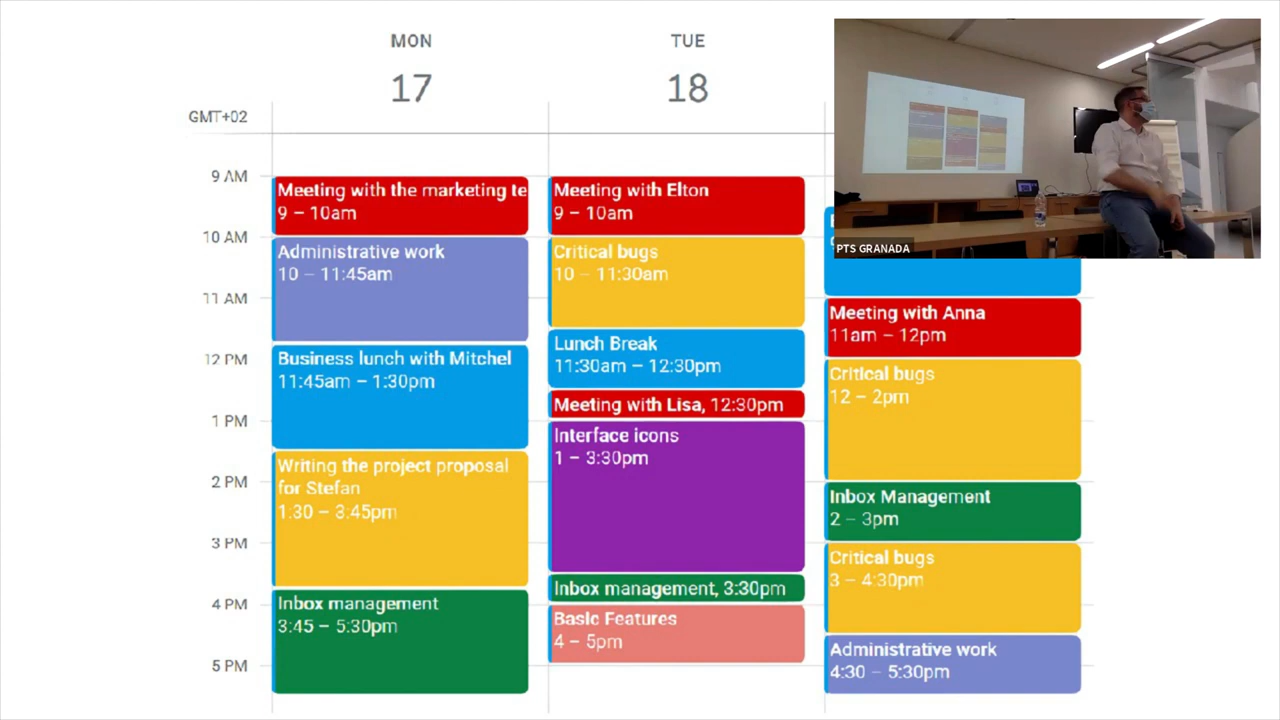 MON
17
TUE
18
GMT+02
9 AM
10 AM
11 AM
12 PM
1 PM
2 PM
3 PM
4 PM
5 PM
Meeting with the marketing te
9 – 10am
Administrative work
10 – 11:45am
Business lunch with Mitchel
11:45am – 1:30pm
Writing the project proposal
for Stefan
1:30 – 3:45pm
Inbox management
3:45 – 5:30pm
Meeting with Elton
9 – 10am
Critical bugs
10 – 11:30am
Lunch Break
11:30am – 12:30pm
Meeting with Lisa, 12:30pm
Interface icons
1 – 3:30pm
Inbox management, 3:30pm
Basic Features
4 – 5pm
Meeting with Anna
11am – 12pm
Critical bugs
12 – 2pm
Inbox Management
2 – 3pm
Critical bugs
3 – 4:30pm
Administrative work
4:30 – 5:30pm
PTS GRANADA